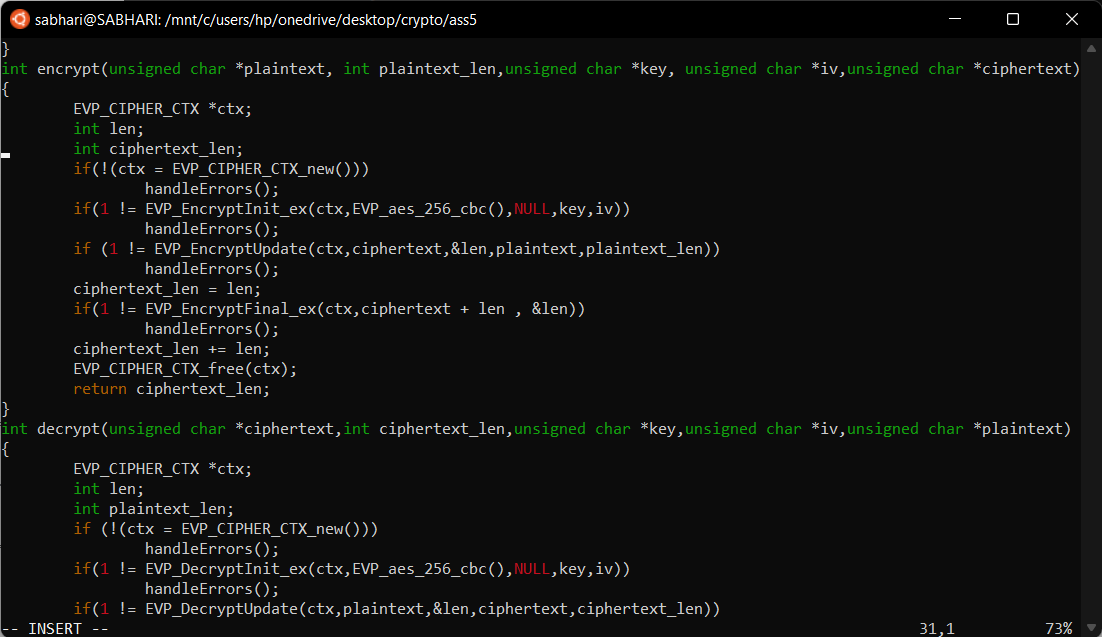 sabhari@SABHARI: /mnt/c/users/hp/onedrive/desktop/crypto/ass5
}
int encrypt(unsigned char *plaintext, int plaintext_len,unsigned char *key, unsigned char *iv,unsigned char *ciphertext)
{
        EVP_CIPHER_CTX *ctx;
        int len;
        int ciphertext_len;
        if(!(ctx = EVP_CIPHER_CTX_new()))
                handleErrors();
        if(1 != EVP_EncryptInit_ex(ctx,EVP_aes_256_cbc(),NULL,key,iv))
                handleErrors();
        if (1 != EVP_EncryptUpdate(ctx,ciphertext,&len,plaintext,plaintext_len))
                handleErrors();
        ciphertext_len = len;
        if(1 != EVP_EncryptFinal_ex(ctx,ciphertext + len , &len))
                handleErrors();
        ciphertext_len += len;
        EVP_CIPHER_CTX_free(ctx);
        return ciphertext_len;
}
int decrypt(unsigned char *ciphertext,int ciphertext_len,unsigned char *key,unsigned char *iv,unsigned char *plaintext)
{
        EVP_CIPHER_CTX *ctx;
        int len;
        int plaintext_len;
        if (!(ctx = EVP_CIPHER_CTX_new()))
                handleErrors();
        if(1 != EVP_DecryptInit_ex(ctx,EVP_aes_256_cbc(),NULL,key,iv))
                handleErrors();
        if(1 != EVP_DecryptUpdate(ctx,plaintext,&len,ciphertext,ciphertext_len))
-- INSERT -- 31,1 73%